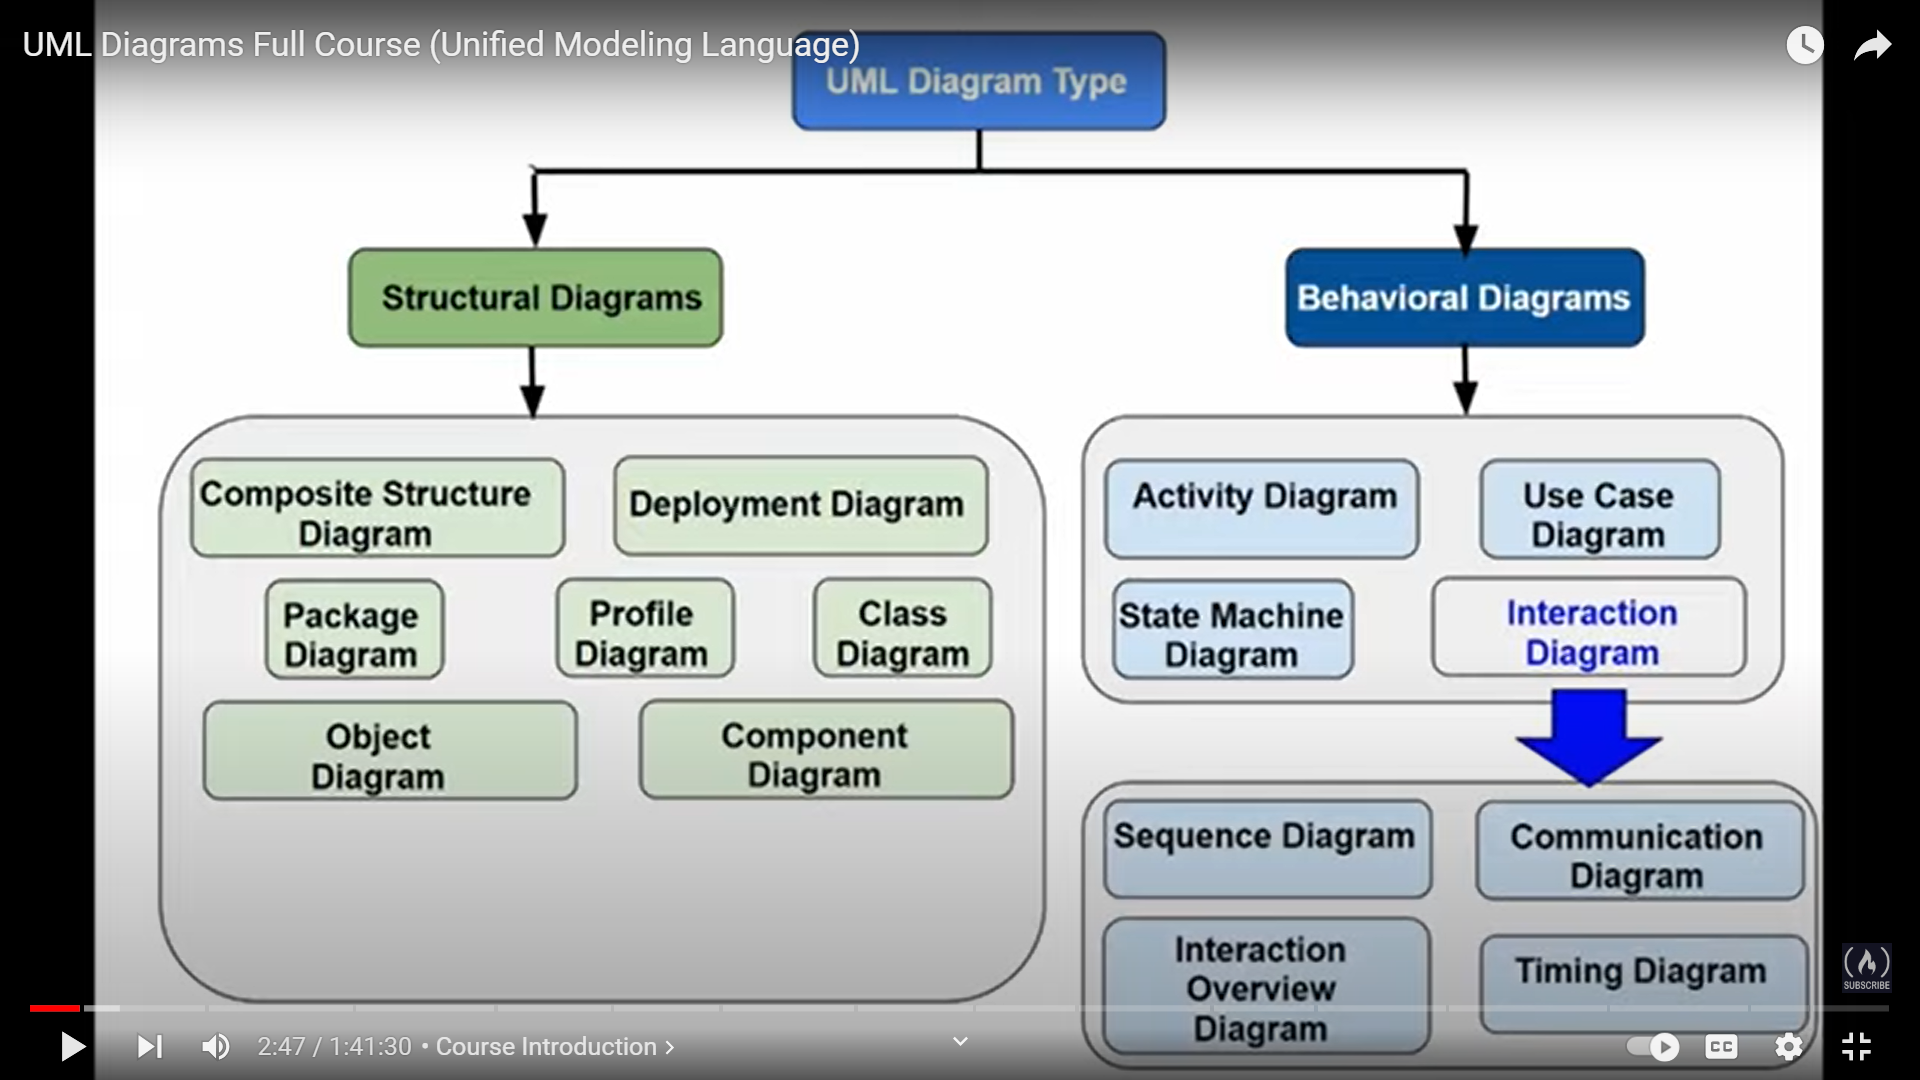 UML Diagrams Full Course (Unified Modeling Language)
UML Diagram Type
Structural Diagrams
Behavioral Diagrams
Composite Structure
Diagram
Deployment Diagram
Package
Diagram
Profile
Diagram
Class
Diagram
Object
Diagram
Component
Diagram
Activity Diagram
Use Case
Diagram
State Machine
Diagram
Interaction
Diagram
Sequence Diagram
Communication
Diagram
Interaction
Overview
Diagram
Timing Diagram
SUBSCRIBE
2:47 / 1:41:30 • Course Introduction >
CC